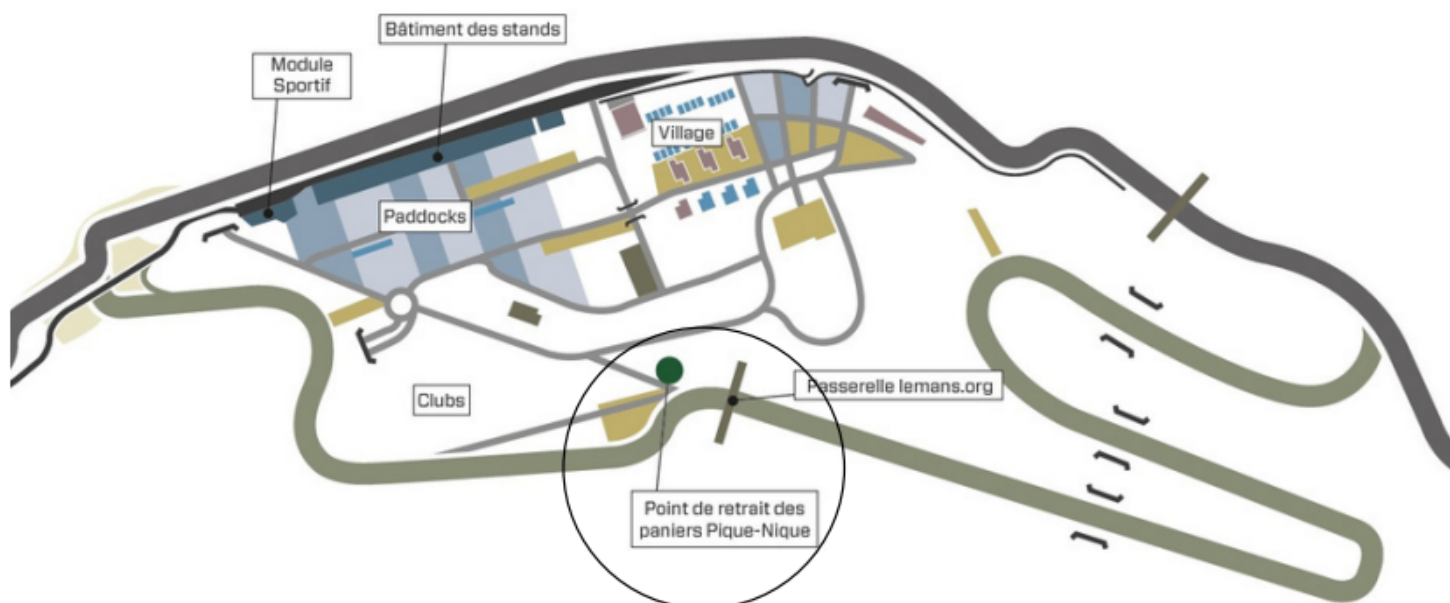 Bâtiment des stands
Module
Sportif
Village
Paddocks
Passerelle lemans.org
Clubs
Point de retrait des
paniers Pique-Nique